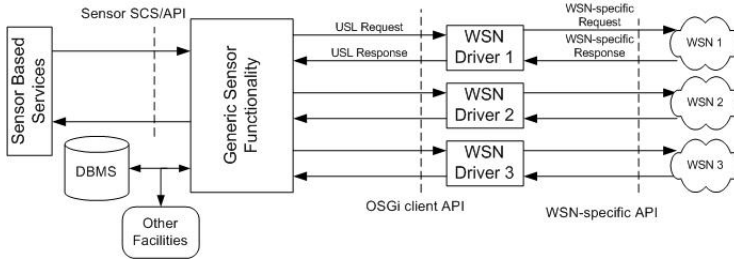 Sensor SCS/API
Sensor Based
Services
Generic Sensor
Functionality
DBMS
Other
Facilities
USL Request
USL Response
WSN
Driver 1
WSN
Driver 2
WSN
Driver 3
OSGi client API
WSN-specific
Request
WSN-specific
Response
WSN 1
WSN 2
WSN 3
WSN-specific API